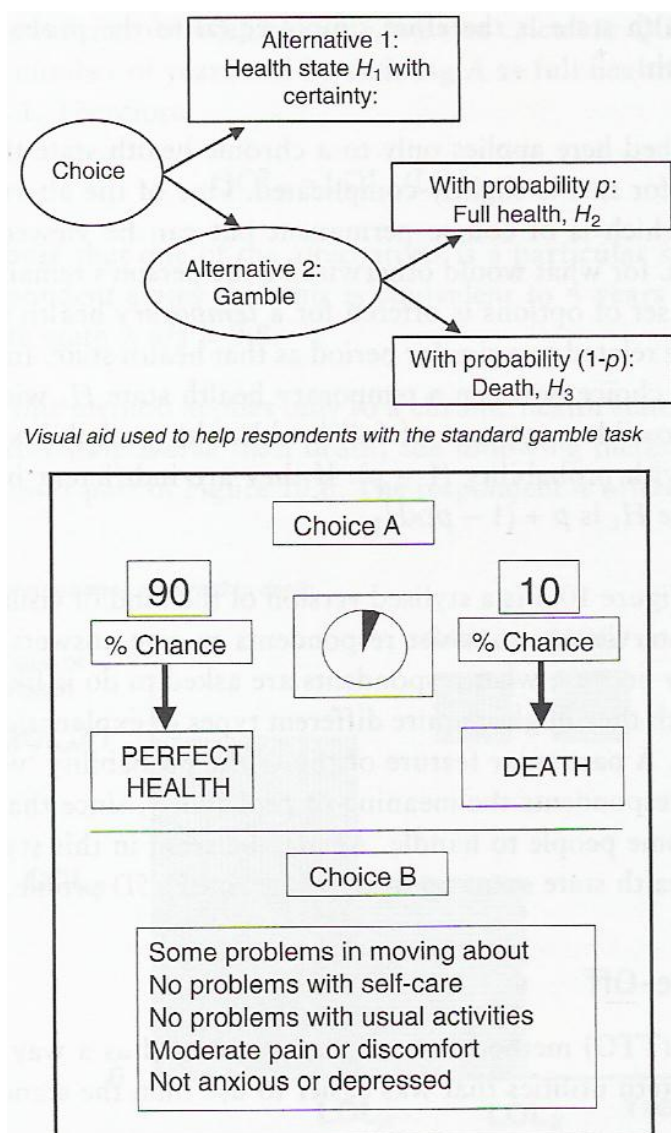 Alternative 1:
Health state H₁ with
certainty:
Choice
With probability p:
Full health, H₂
Alternative 2:
Gamble
With probability (1-p):
Death, H₃
Visual aid used to help respondents with the standard gamble task
Choice A
90
% Chance
10
% Chance
PERFECT
HEALTH
DEATH
Choice B
Some problems in moving about
No problems with self-care
No problems with usual activities
Moderate pain or discomfort
Not anxious or depressed